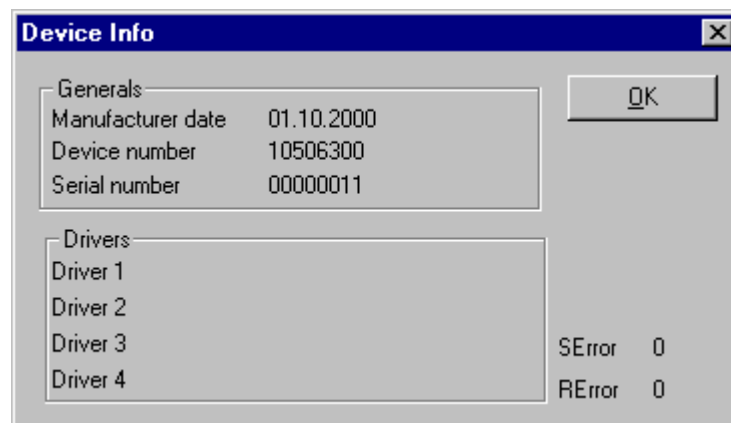 Device Info
Generals
OK
Manufacturer date 01.10.2000
Device number 10506300
Serial number 00000011
Drivers
Driver 1
Driver 2
Driver 3
SError 0
Driver 4
RError 0